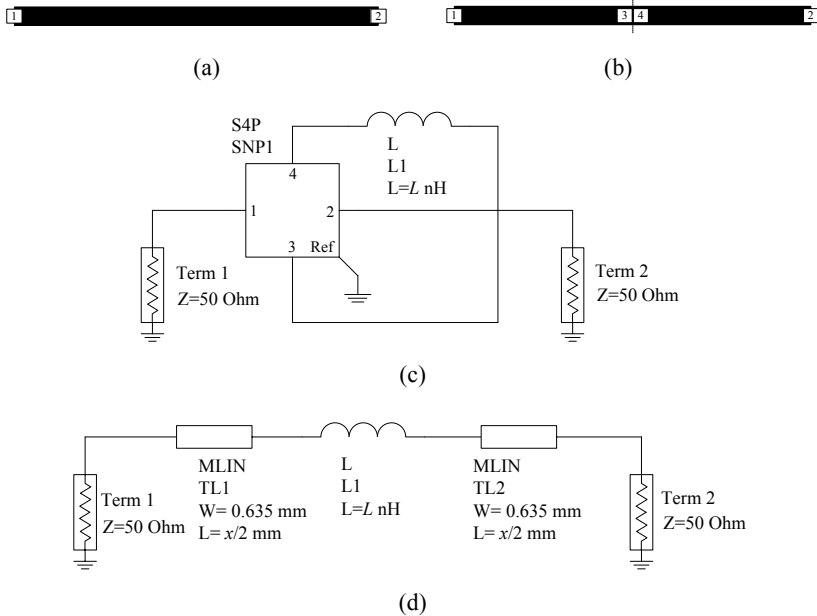 1
2
1
3
4
2
(a)
(b)
S4P
SNP1
L
L1
L=L nH
4
1
2
3
Ref
Term 1
Z=50 Ohm
Term 2
Z=50 Ohm
(c)
MLIN
TL1
W= 0.635 mm
L= x/2 mm
L
L1
L=L nH
MLIN
TL2
W= 0.635 mm
L= x/2 mm
Term 1
Z=50 Ohm
Term 2
Z=50 Ohm
(d)